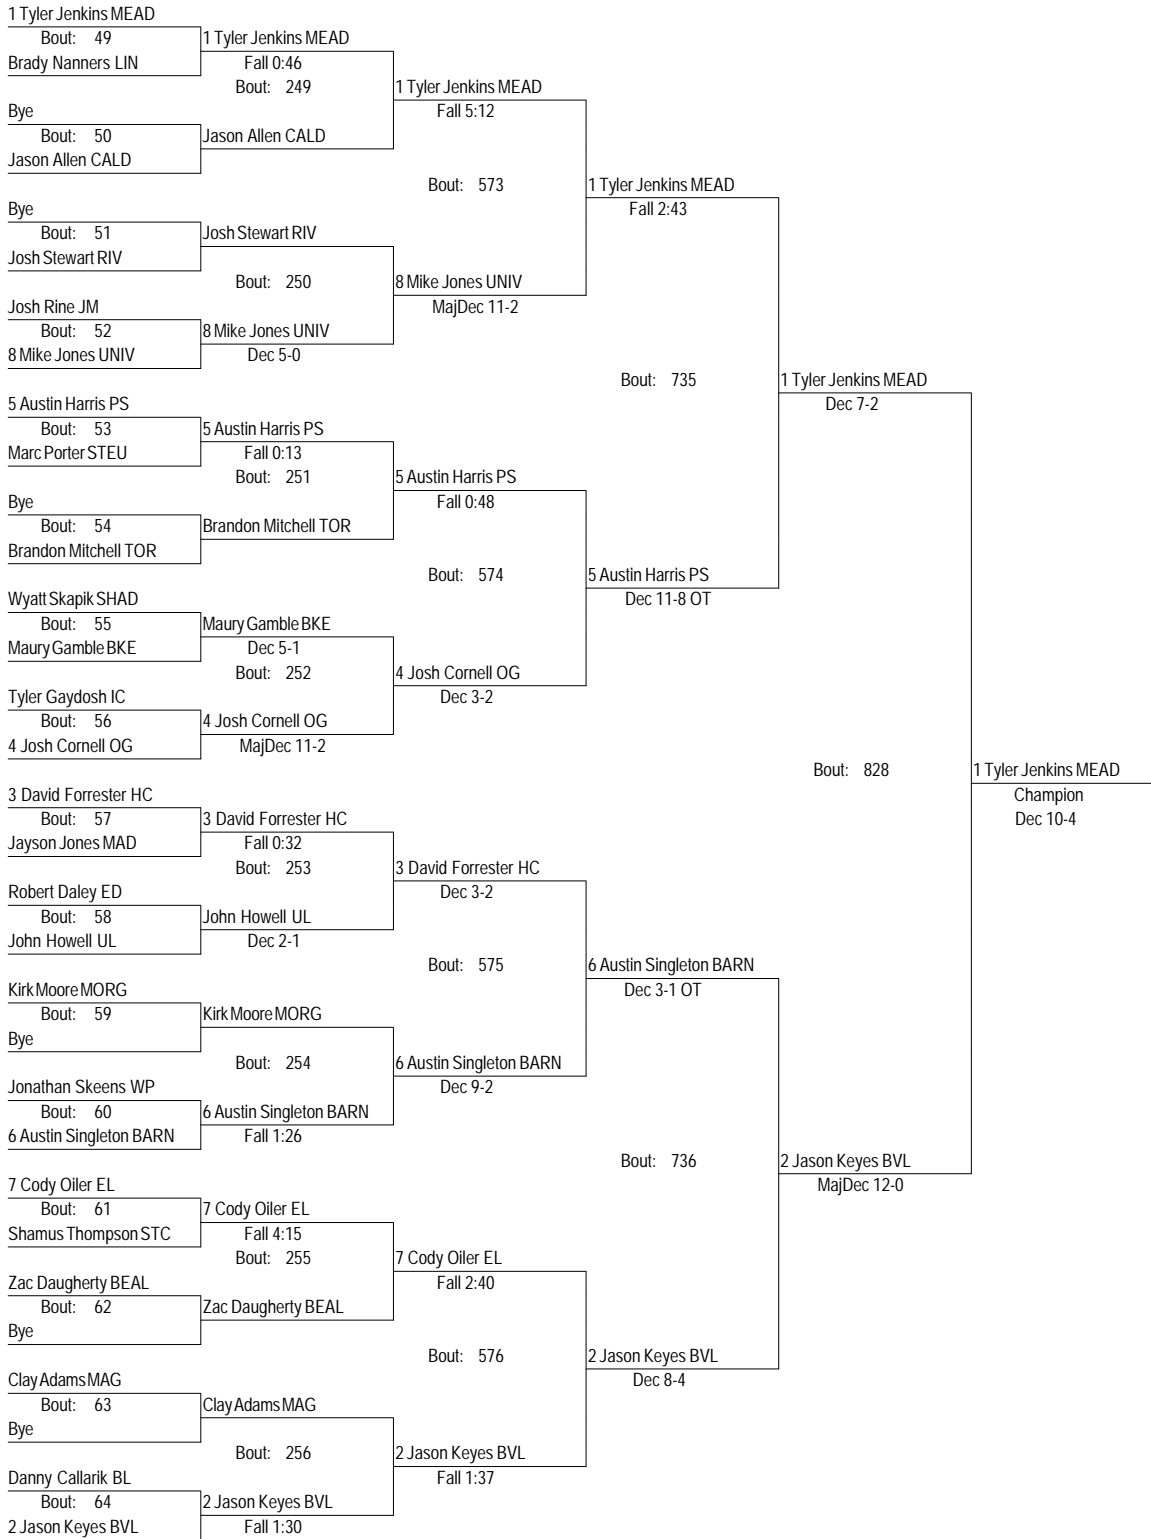 1 Tyler Jenkins MEAD
Bout: 49
Brady Nanners LIN
Bye
Bout: 50
Jason Allen CALD
Bye
Bout: 51
Josh Stewart RIV
Josh Rine JM
Bout: 52
8 Mike Jones UNIV
5 Austin Harris PS
Bout: 53
Marc Porter STEU
Bye
Bout: 54
Brandon Mitchell TOR
Wyatt Skapik SHAD
Bout: 55
Maury Gamble BKE
Tyler Gaydosh IC
Bout: 56
4 Josh Cornell OG
3 David Forrester HC
Bout: 57
Jayson Jones MAD
Robert Daley ED
Bout: 58
John Howell UL
Kirk Moore MORG
Bout: 59
Bye
Jonathan Skeens WP
Bout: 60
6 Austin Singleton BARN
7 Cody Oiler EL
Bout: 61
Shamus Thompson STC
Zac Daugherty BEAL
Bout: 62
Bye
Clay Adams MAG
Bout: 63
Bye
Danny Callarik BL
Bout: 64
2 Jason Keyes BVL
1 Tyler Jenkins MEAD
Fall 0:46
Bout: 249
Jason Allen CALD
Josh Stewart RIV
Bout: 250
8 Mike Jones UNIV
Dec 5-0
5 Austin Harris PS
Fall 0:13
Bout: 251
Brandon Mitchell TOR
Maury Gamble BKE
Dec 5-1
Bout: 252
4 Josh Cornell OG
MajDec 11-2
3 David Forrester HC
Fall 0:32
Bout: 253
John Howell UL
Dec 2-1
Kirk Moore MORG
Bout: 254
6 Austin Singleton BARN
Fall 1:26
7 Cody Oiler EL
Fall 4:15
Bout: 255
Zac Daugherty BEAL
Clay Adams MAG
Bout: 256
2 Jason Keyes BVL
Fall 1:30
1 Tyler Jenkins MEAD
Fall 5:12
Bout: 573
8 Mike Jones UNIV
MajDec 11-2
5 Austin Harris PS
Fall 0:48
Bout: 574
4 Josh Cornell OG
Dec 3-2
3 David Forrester HC
Dec 3-2
Bout: 575
6 Austin Singleton BARN
Dec 9-2
7 Cody Oiler EL
Fall 2:40
Bout: 576
2 Jason Keyes BVL
Fall 1:37
1 Tyler Jenkins MEAD
Fall 2:43
Bout: 735
5 Austin Harris PS
Dec 11-8 OT
6 Austin Singleton BARN
Dec 3-1 OT
Bout: 736
2 Jason Keyes BVL
Dec 8-4
1 Tyler Jenkins MEAD
Dec 7-2
Bout: 828
2 Jason Keyes BVL
MajDec 12-0
1 Tyler Jenkins MEAD
Champion
Dec 10-4